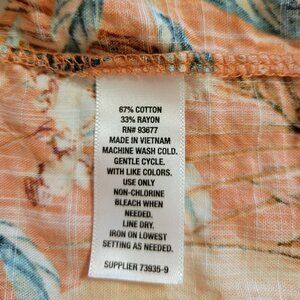 67% COTTON
33% RAYON
RN# 93677
MADE IN VIETNAM
MACHINE WASH COLD.
GENTLE CYCLE.
WITH LIKE COLORS.
USE ONLY
NON-CHLORINE
BLEACH WHEN
NEEDED.
LINE DRY.
IRON ON LOWEST
SETTING AS NEEDED.
SUPPLIER 73935-9